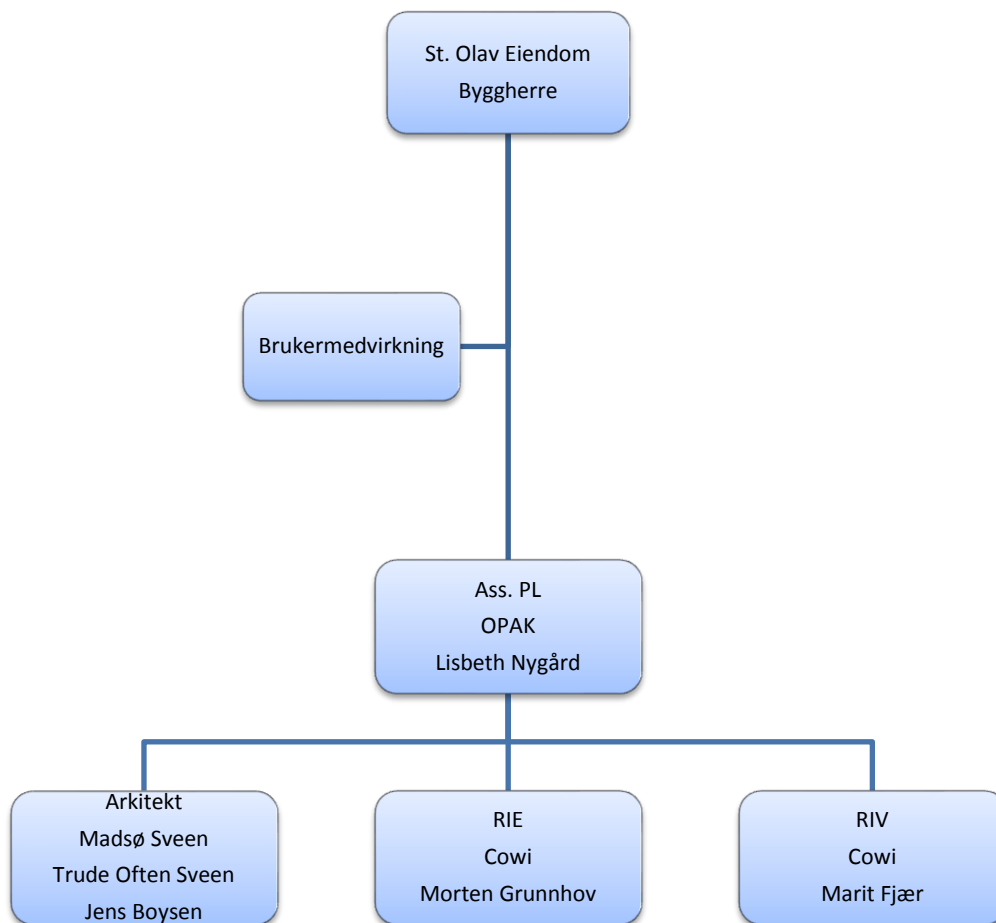 St. Olav Eiendom
Byggherre
Brukermedvirkning
Ass. PL
OPAK
Lisbeth Nygård
Arkitekt
Madsø Sveen
Trude Often Sveen
Jens Boysen
RIE
Cowi
Morten Grunnhov
RIV
Cowi
Marit Fjær